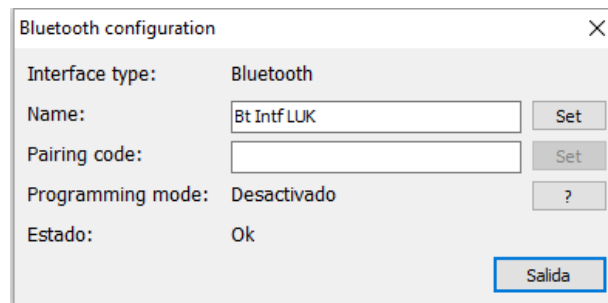 Bluetooth configuration
Interface type: Bluetooth
Name: Bt Intf LUK Set
Pairing code: Set
Programming mode: Desactivado ?
Estado: Ok
Salida